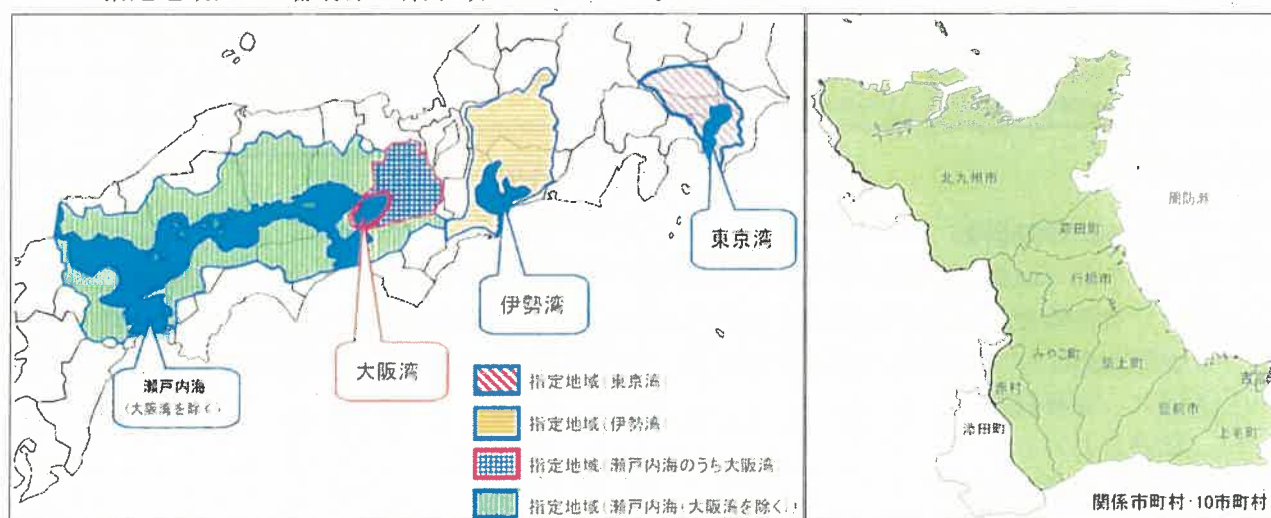 東京湾
伊勢湾
大阪湾
瀬戸内海
(大阪湾を除く)
指定地域(東京湾)
指定地域(伊勢湾)
指定地域(瀬戸内海のうち大阪湾)
指定地域(瀬戸内海(大阪湾を除く))
北九州市
周防灘
苅田町
行橋市
みやこ町
築上町
赤村
豊前市
添田町
上毛町
関係市町村・10市町村